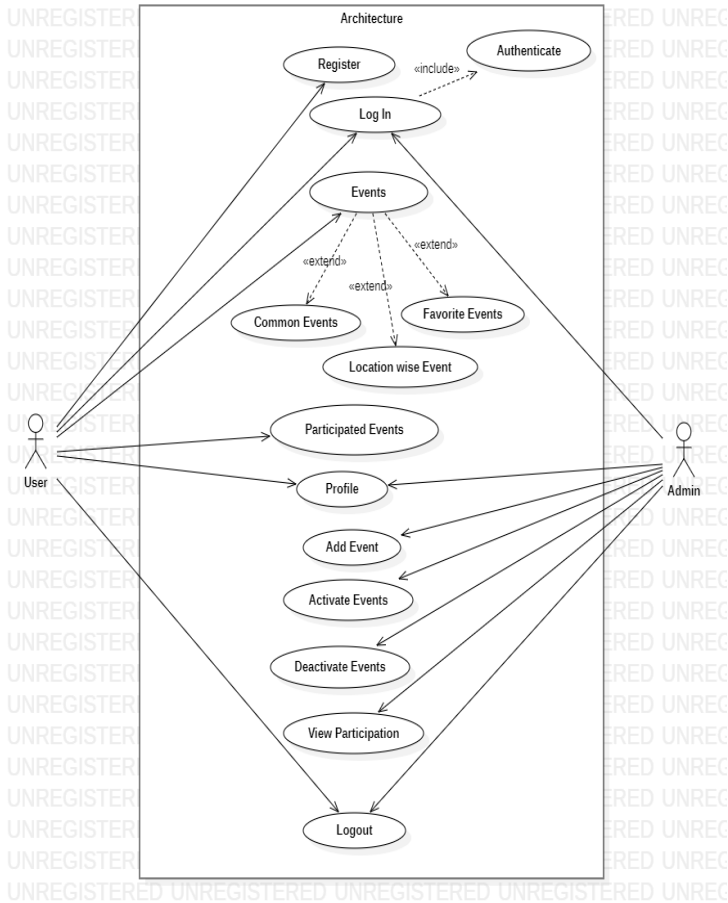 Architecture
Register
Authenticate
«include»
Log In
Events
«extend»
«extend»
«extend»
Common Events
Favorite Events
Location wise Event
Participated Events
User
Admin
Profile
Add Event
Activate Events
Deactivate Events
View Participation
Logout
UNREGISTERED UNREGISTERED UNREGISTERED UNREGISTERED